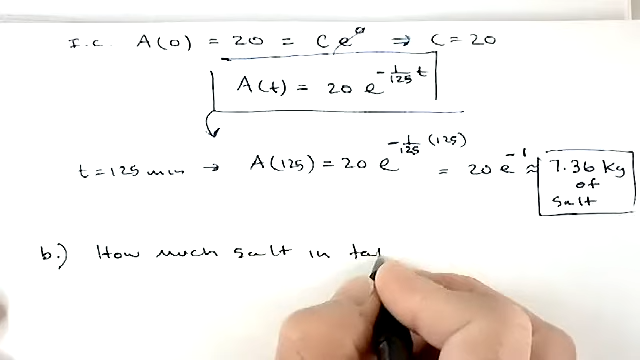 I.C. A(0) = 20 = C e^0 ⇒ C = 20
A(t) = 20 e^{-1/125 t}
t = 125 min → A(125) = 20 e^{-1/125 (125)} = 20 e^{-1} ≈ 7.36 kg of salt
b.) How much salt in ta